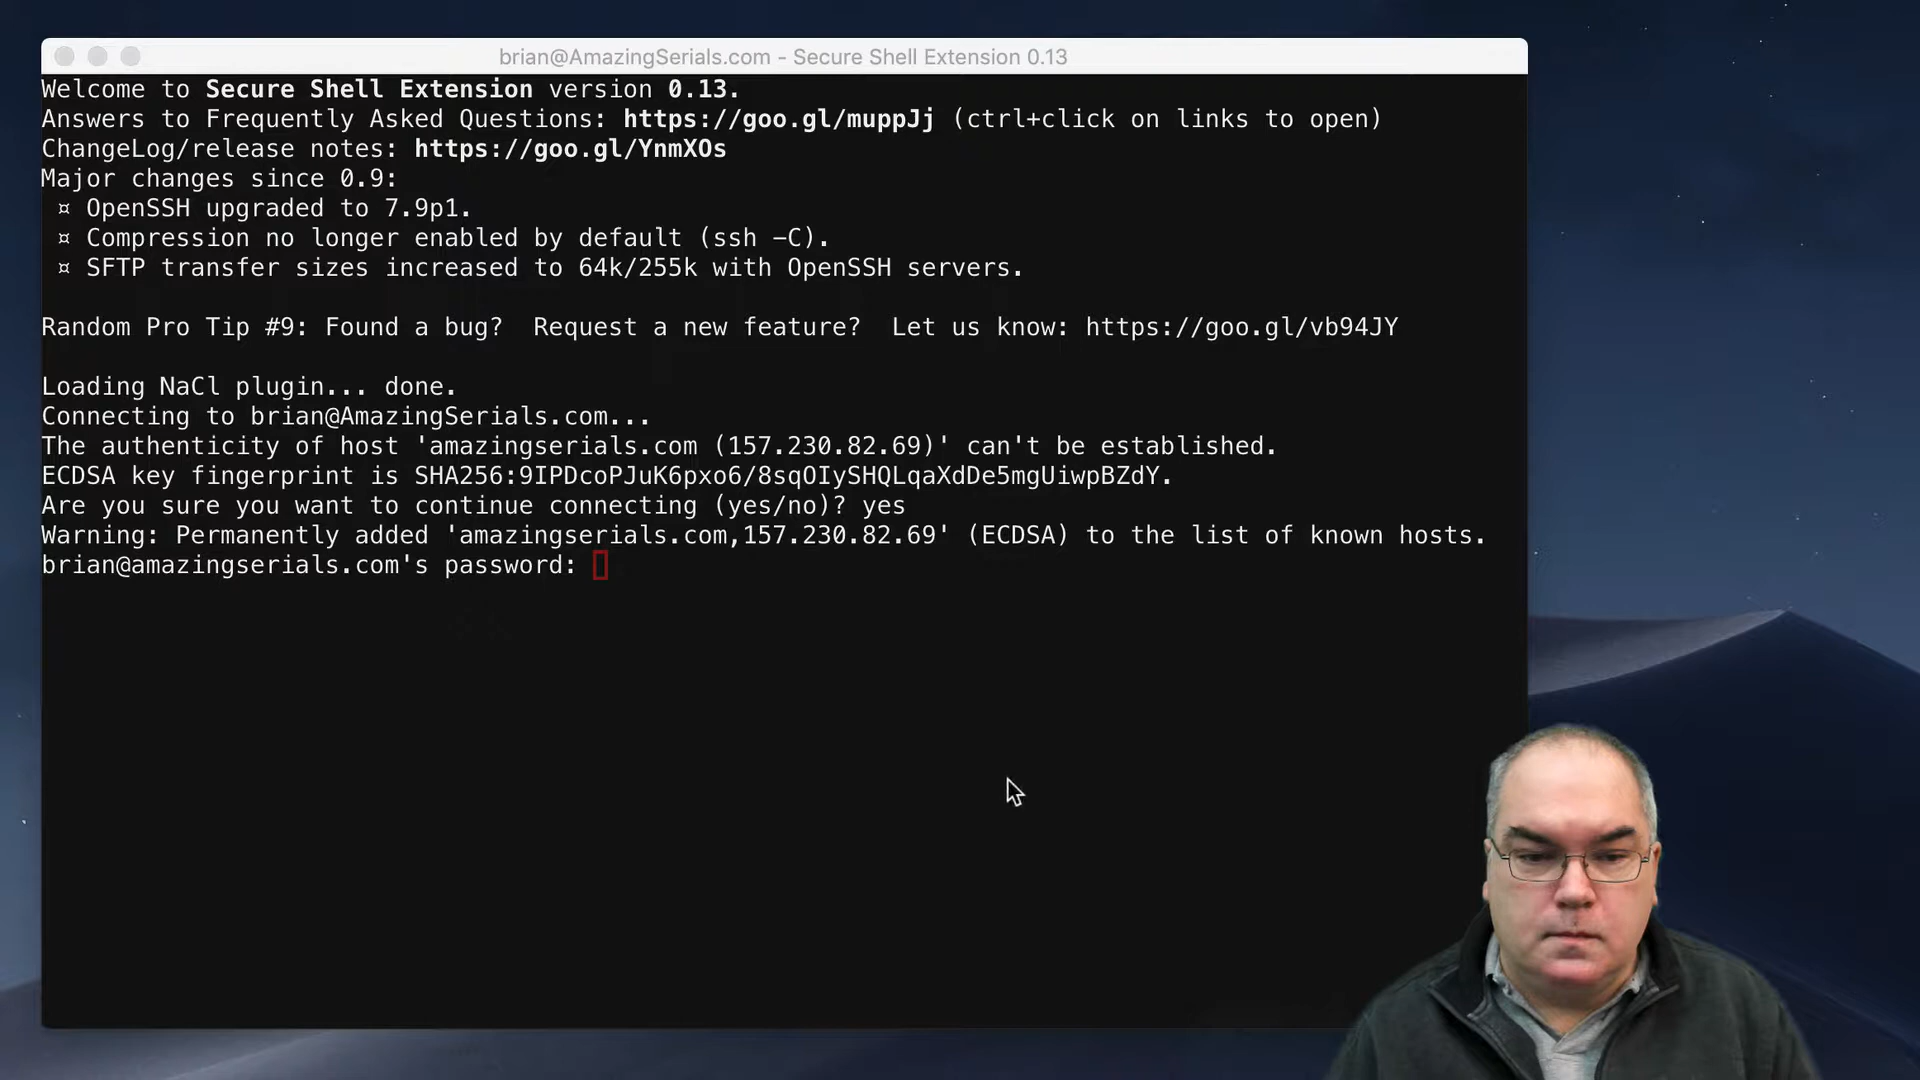 brian@AmazingSerials.com - Secure Shell Extension 0.13
Welcome to Secure Shell Extension version 0.13.
Answers to Frequently Asked Questions: https://goo.gl/muppJj (ctrl+click on links to open)
ChangeLog/release notes: https://goo.gl/YnmXOs
Major changes since 0.9:
¤ OpenSSH upgraded to 7.9p1.
¤ Compression no longer enabled by default (ssh -C).
¤ SFTP transfer sizes increased to 64k/255k with OpenSSH servers.
Random Pro Tip #9: Found a bug?  Request a new feature?  Let us know: https://goo.gl/vb94JY
Loading NaCl plugin... done.
Connecting to brian@AmazingSerials.com...
The authenticity of host 'amazingserials.com (157.230.82.69)' can't be established.
ECDSA key fingerprint is SHA256:9IPDcoPJuK6pxo6/8sqOIySHQLqaXdDe5mgUiwpBZdY.
Are you sure you want to continue connecting (yes/no)? yes
Warning: Permanently added 'amazingserials.com,157.230.82.69' (ECDSA) to the list of known hosts.
brian@amazingserials.com's password: